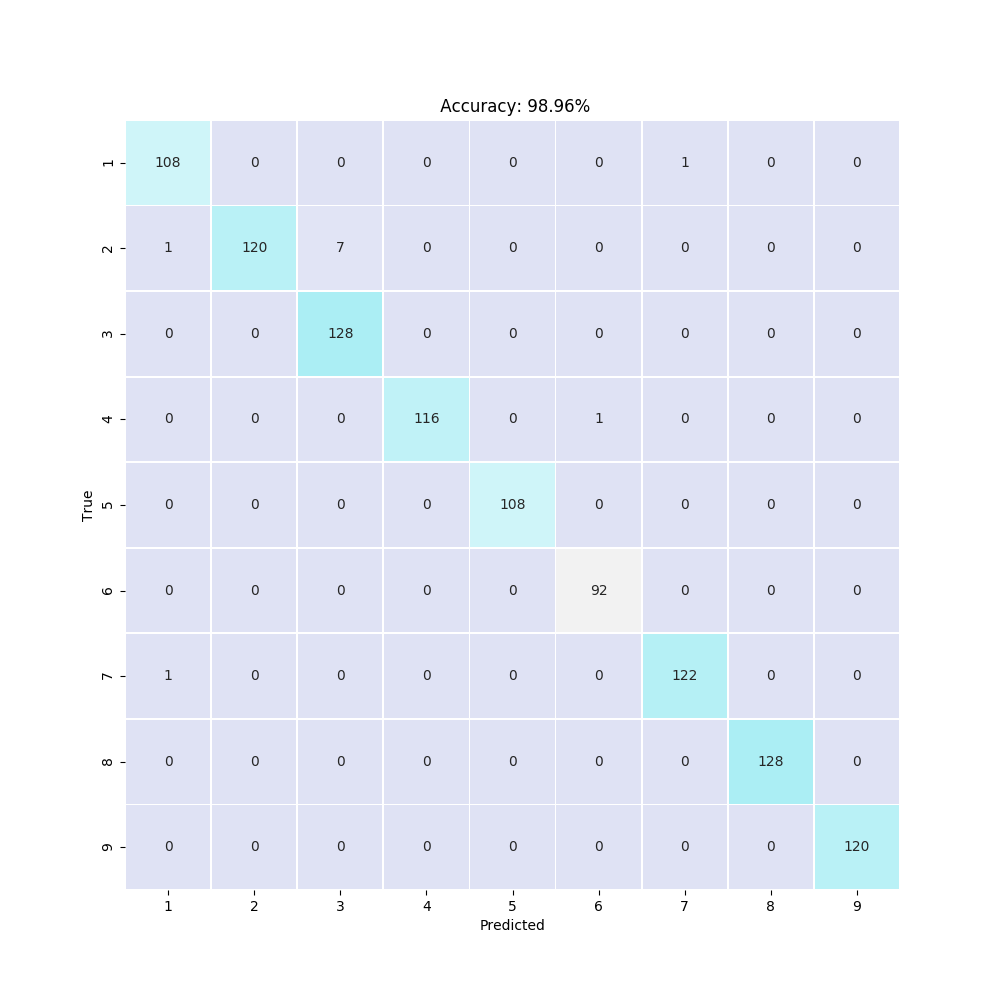 Accuracy: 98.96%
1 108 0 0 0 0 0 1 0 0
2 1 120 7 0 0 0 0 0 0
3 0 0 128 0 0 0 0 0 0
4 0 0 0 116 0 1 0 0 0
True
5 0 0 0 0 108 0 0 0 0
6 0 0 0 0 0 92 0 0 0
7 1 0 0 0 0 0 122 0 0
8 0 0 0 0 0 0 0 128 0
9 0 0 0 0 0 0 0 0 120
1 2 3 4 5 6 7 8 9
Predicted